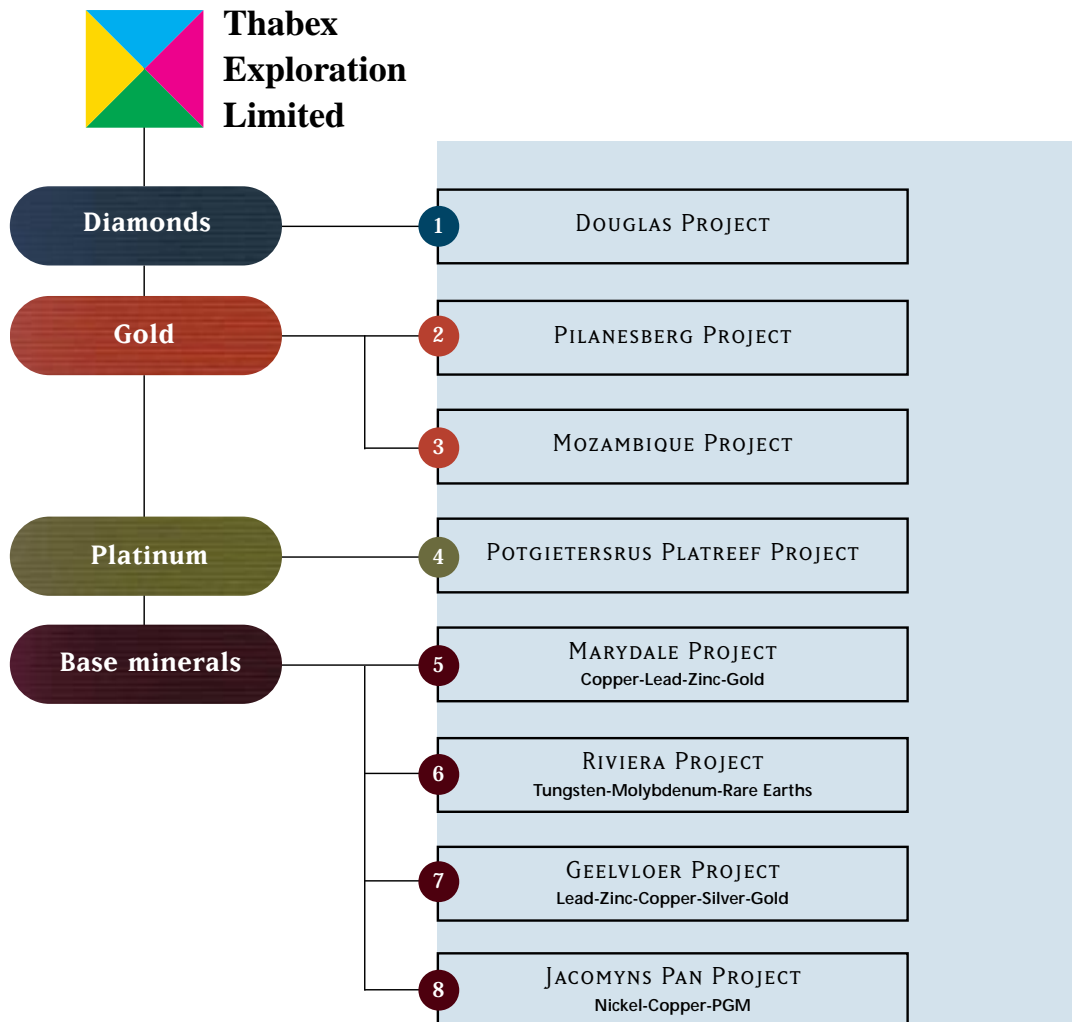 Thabex
Exploration
Limited
Diamonds
1
DOUGLAS PROJECT
Gold
2
PILANESBERG PROJECT
3
MOZAMBIQUE PROJECT
Platinum
4
POTGIETERSRUS PLATREEF PROJECT
Base minerals
5
MARYDALE PROJECT
Copper-Lead-Zinc-Gold
6
RIVIERA PROJECT
Tungsten-Molybdenum-Rare Earths
7
GEELVLOER PROJECT
Lead-Zinc-Copper-Silver-Gold
8
JACOMYNS PAN PROJECT
Nickel-Copper-PGM